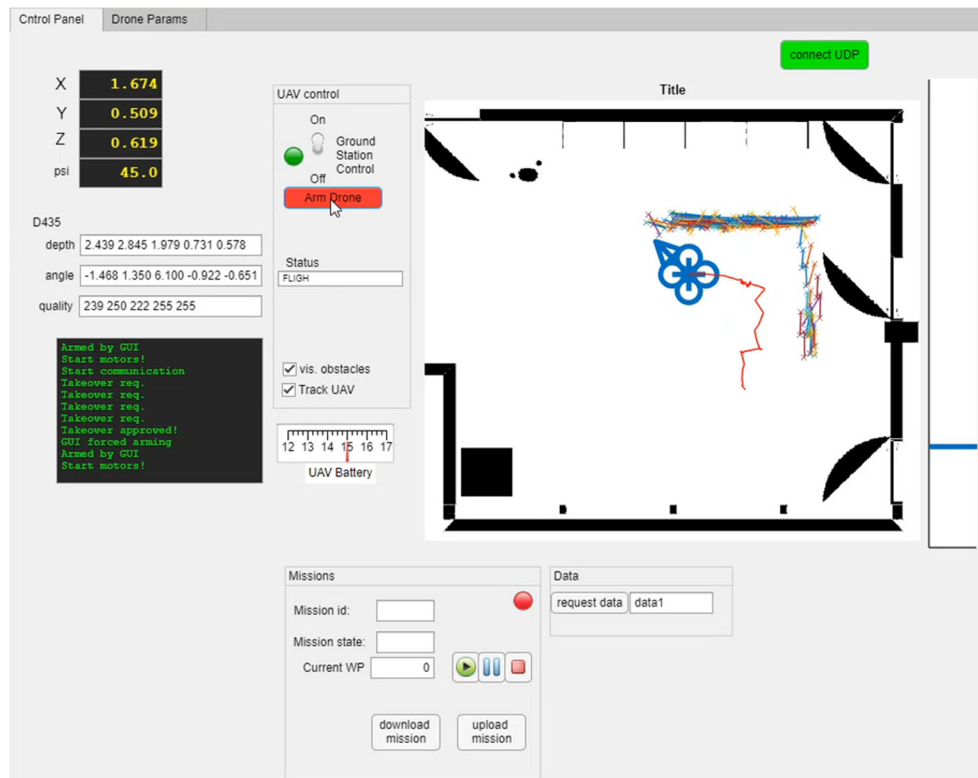 Cntrol Panel
Drone Params
connect UDP
X 1.674
Y 0.509
Z 0.619
psi 45.0
UAV control
On
Ground
Station
Control
Off
Arm Drone
Title
D435
depth 2.439 2.845 1.979 0.731 0.578
angle -1.468 1.350 6.100 -0.922 -0.651
quality 239 250 222 255 255
Status
FLIGH
Armed by GUI
Start motors!
Start communication
Takeover req.
Takeover req.
Takeover req.
Takeover req.
Takeover approved!
GUI forced arming
Armed by GUI
Start motors!
vis. obstacles
Track UAV
12 13 14 15 16 17
UAV Battery
Missions
Mission id:
Mission state:
Current WP 0
download
mission
upload
mission
Data
request data data1